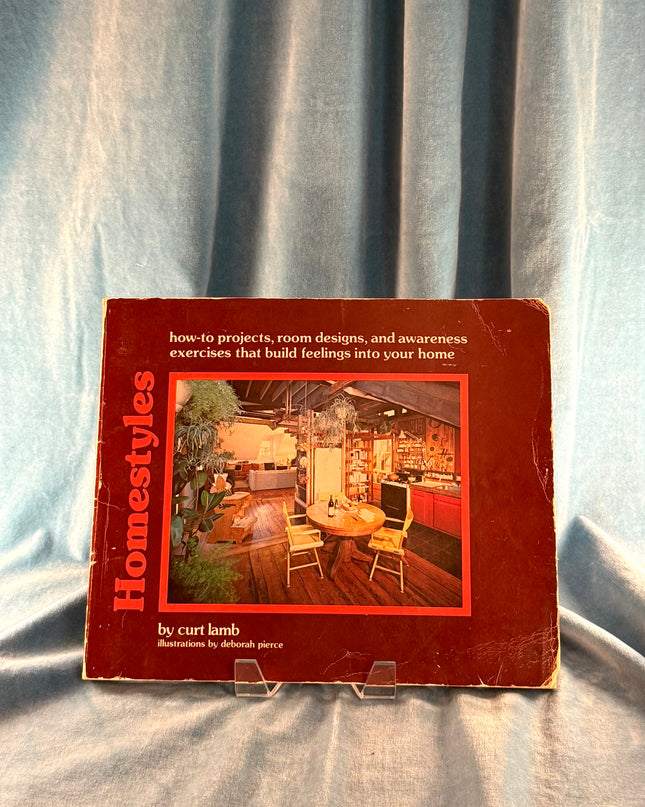 how-to projects, room designs, and awareness
exercises that build feelings into your home
Homestyles
by curt lamb
illustrations by deborah pierce